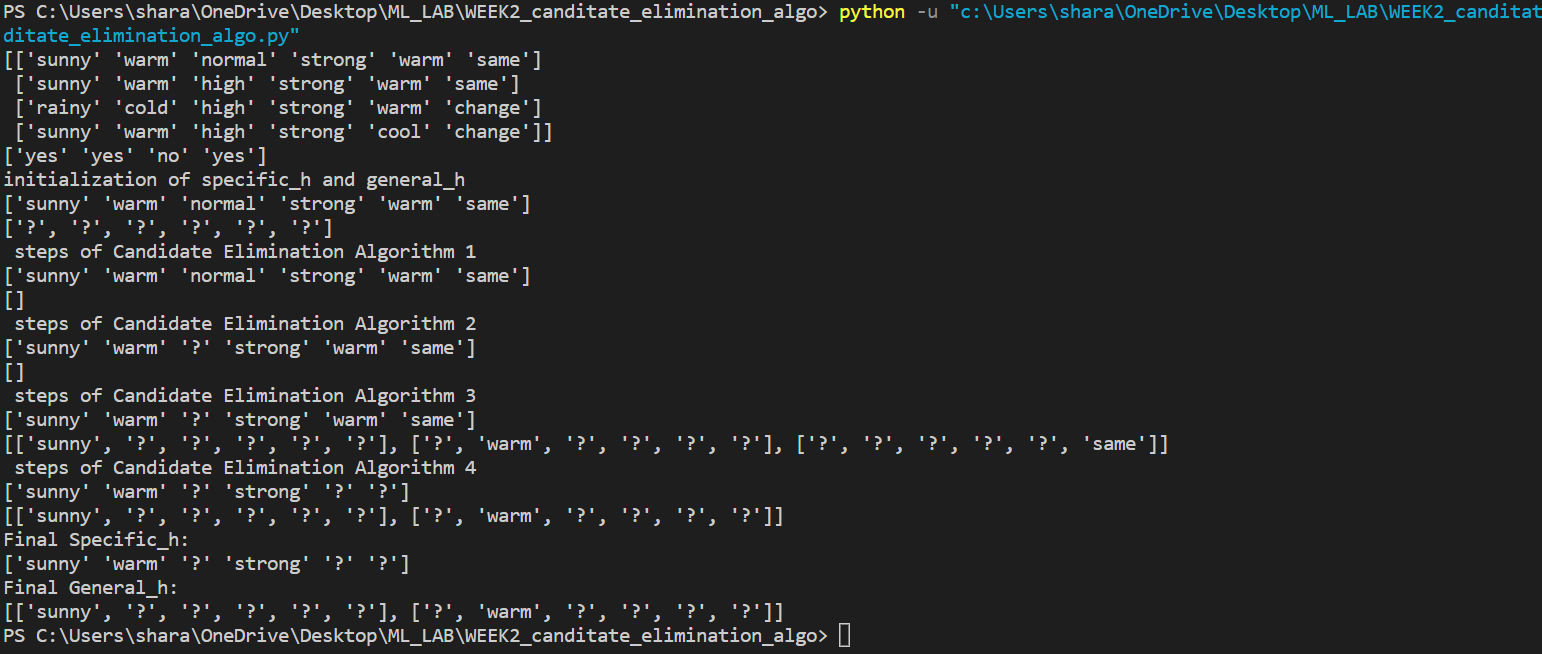 PS C:\Users\shara\OneDrive\Desktop\ML_LAB\WEEK2_canditate_elimination_algo> python -u "c:\Users\shara\OneDrive\Desktop\ML_LAB\WEEK2_canditat
ditate_elimination_algo.py"
[['sunny' 'warm' 'normal' 'strong' 'warm' 'same']
 ['sunny' 'warm' 'high' 'strong' 'warm' 'same']
 ['rainy' 'cold' 'high' 'strong' 'warm' 'change']
 ['sunny' 'warm' 'high' 'strong' 'cool' 'change']]
['yes' 'yes' 'no' 'yes']
initialization of specific_h and general_h
['sunny' 'warm' 'normal' 'strong' 'warm' 'same']
['?', '?', '?', '?', '?', '?']
 steps of Candidate Elimination Algorithm 1
['sunny' 'warm' 'normal' 'strong' 'warm' 'same']
[]
 steps of Candidate Elimination Algorithm 2
['sunny' 'warm' '?' 'strong' 'warm' 'same']
[]
 steps of Candidate Elimination Algorithm 3
['sunny' 'warm' '?' 'strong' 'warm' 'same']
[['sunny', '?', '?', '?', '?', '?'], ['?', 'warm', '?', '?', '?', '?'], ['?', '?', '?', '?', '?', 'same']]
 steps of Candidate Elimination Algorithm 4
['sunny' 'warm' '?' 'strong' '?' '?']
[['sunny', '?', '?', '?', '?', '?'], ['?', 'warm', '?', '?', '?', '?']]
Final Specific_h:
['sunny' 'warm' '?' 'strong' '?' '?']
Final General_h:
[['sunny', '?', '?', '?', '?', '?'], ['?', 'warm', '?', '?', '?', '?']]
PS C:\Users\shara\OneDrive\Desktop\ML_LAB\WEEK2_canditate_elimination_algo>